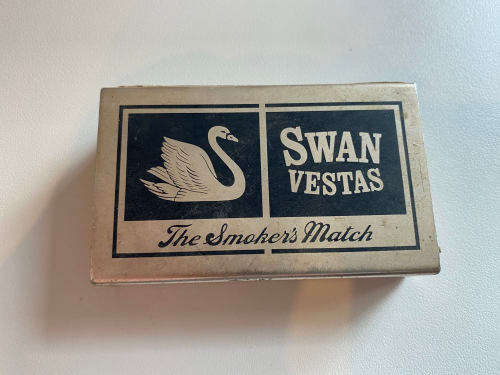 SWAN
VESTAS
The Smoker's Match